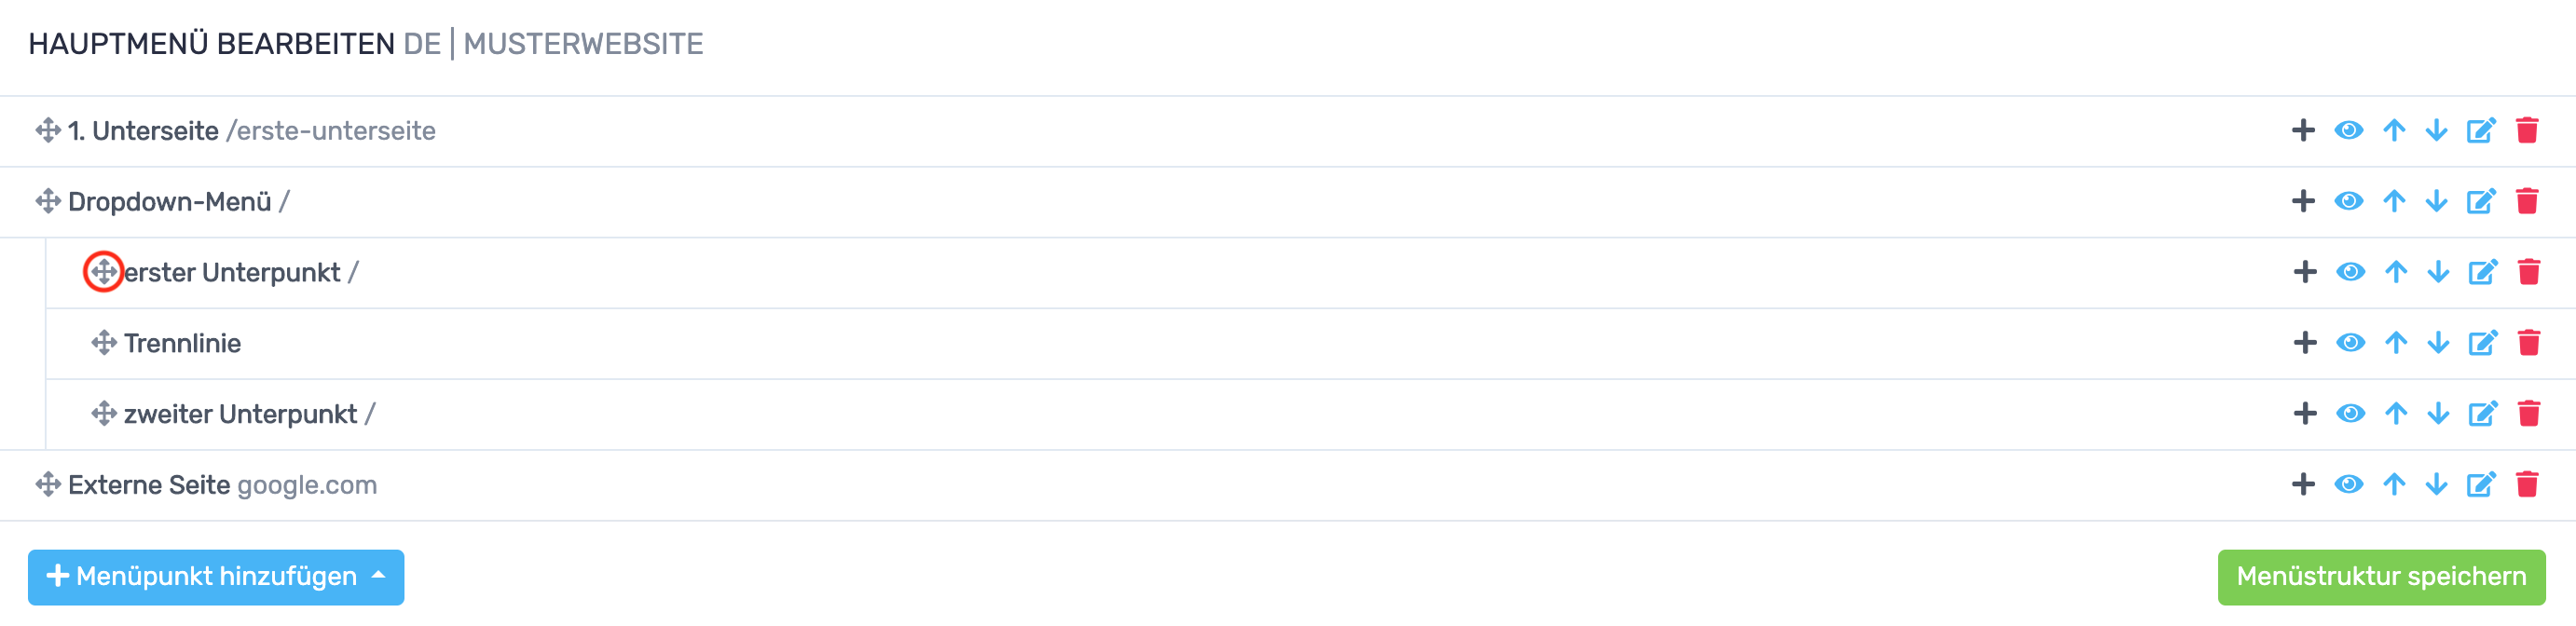 HAUPTMENÜ BEARBEITEN DE | MUSTERWEBSITE
1. Unterseite /erste-unterseite
Dropdown-Menü /
erster Unterpunkt /
Trennlinie
zweiter Unterpunkt /
Externe Seite google.com
Menüpunkt hinzufügen
Menüstruktur speichern